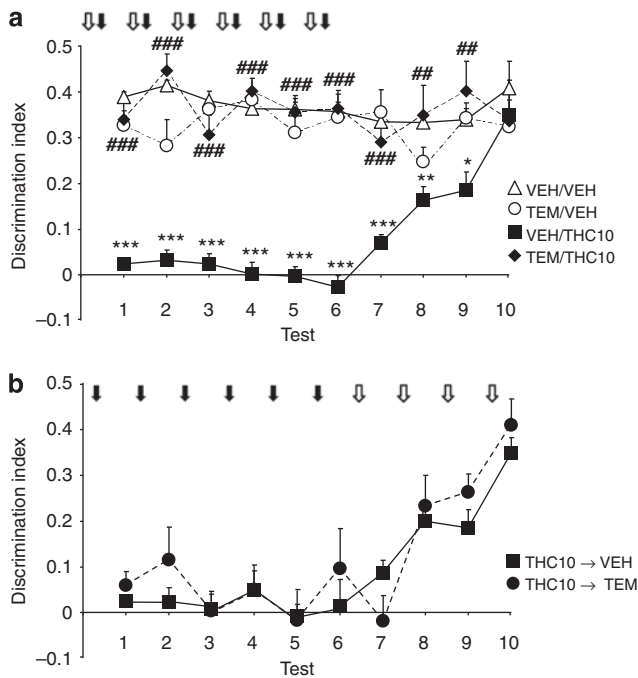 a
0.5
0.4
0.3
0.2
0.1
0
−0.1
Discrimination index
###
###
###
###
###
###
###
##
##
***
***
***
***
***
***
***
**
*
1 2 3 4 5 6 7 8 9 10
Test
VEH/VEH
TEM/VEH
VEH/THC10
TEM/THC10
b
0.5
0.4
0.3
0.2
0.1
0
−0.1
Discrimination index
1 2 3 4 5 6 7 8 9 10
Test
THC10 → VEH
THC10 → TEM